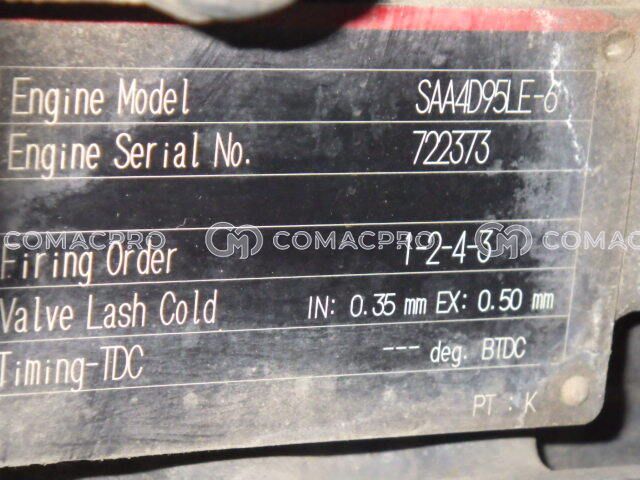 Engine Model SAA4D95LE-6
Engine Serial No. 722373
COMACPRO COMACPRO COMACPRO
Firing Order 1-2-4-3
Valve Lash Cold IN: 0.35 mm EX: 0.50 mm
Timing-TDC --- deg. BTDC
PT : K